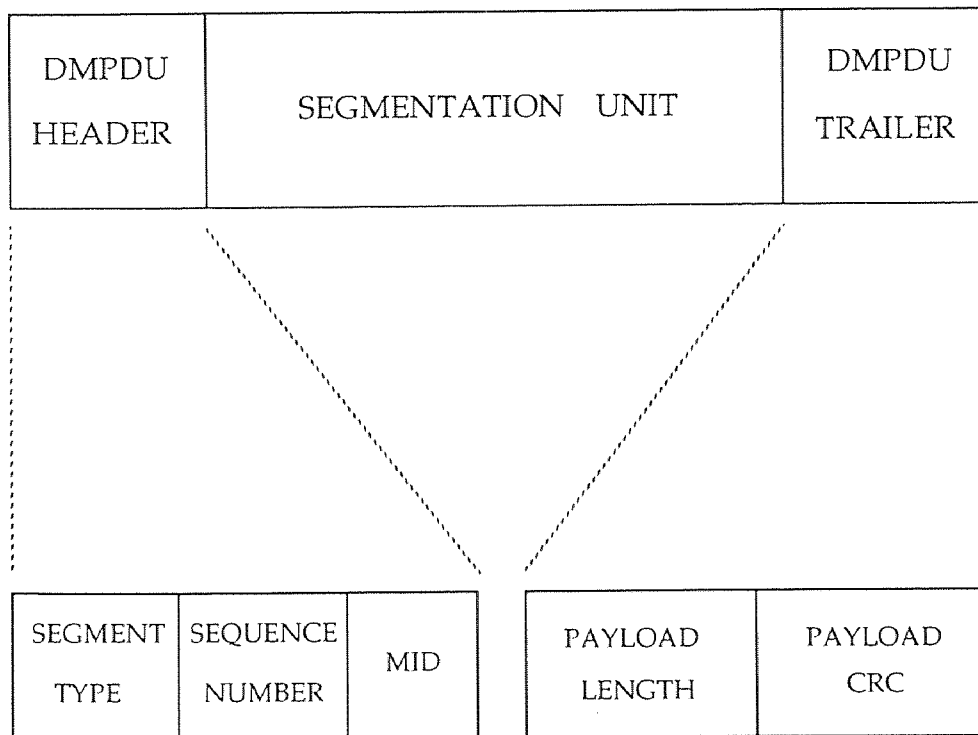 DMPDU
HEADER
SEGMENTATION UNIT
DMPDU
TRAILER
SEGMENT
TYPE
SEQUENCE
NUMBER
MID
PAYLOAD
LENGTH
PAYLOAD
CRC